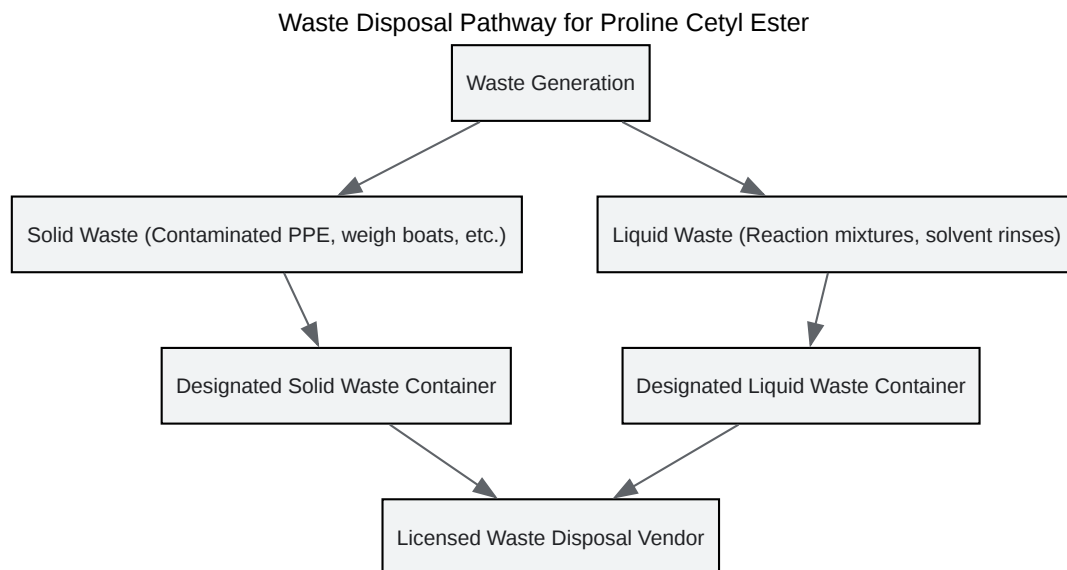 Waste Disposal Pathway for Proline Cetyl Ester
Waste Generation
Solid Waste (Contaminated PPE, weigh boats, etc.)
Liquid Waste (Reaction mixtures, solvent rinses)
Designated Solid Waste Container
Designated Liquid Waste Container
Licensed Waste Disposal Vendor